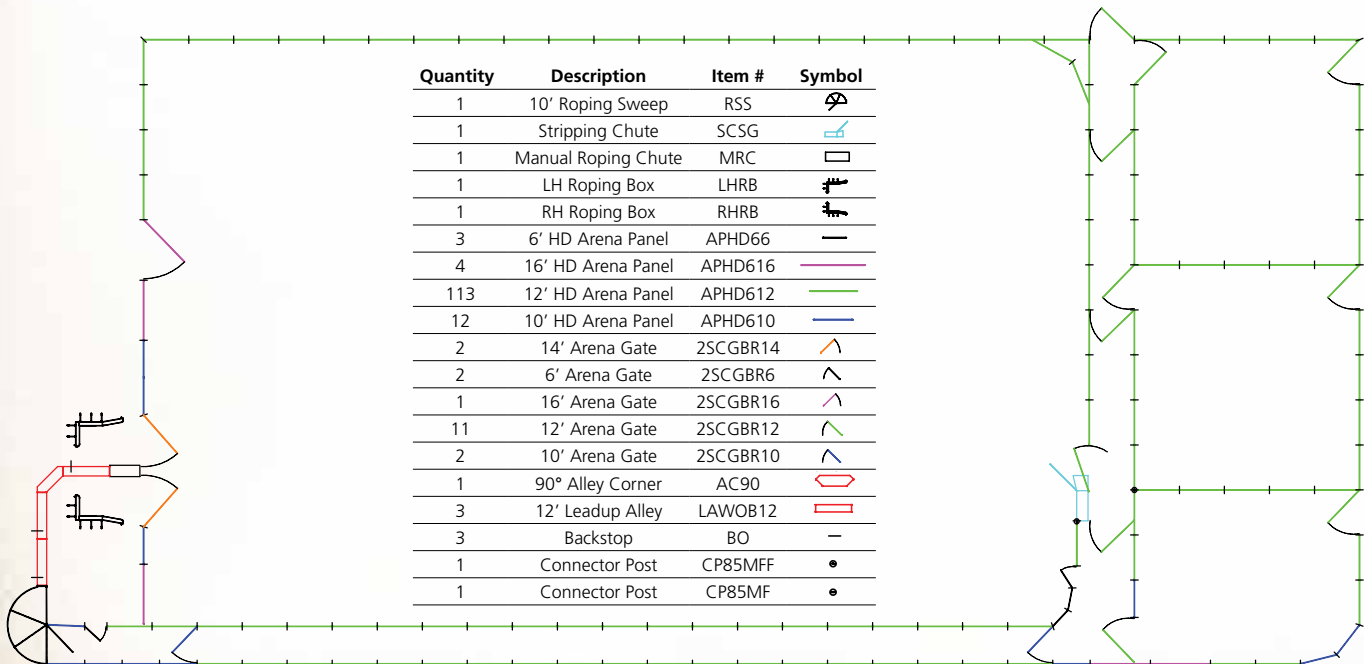 Quantity Description Item # Symbol
1 10’ Roping Sweep RSS
1 Stripping Chute SCSG
1 Manual Roping Chute MRC
1 LH Roping Box LHRB
1 RH Roping Box RHRB
3 6’ HD Arena Panel APHD66
4 16’ HD Arena Panel APHD616
113 12’ HD Arena Panel APHD612
12 10’ HD Arena Panel APHD610
2 14’ Arena Gate 2SCGBR14
2 6’ Arena Gate 2SCGBR6
1 16’ Arena Gate 2SCGBR16
11 12’ Arena Gate 2SCGBR12
2 10’ Arena Gate 2SCGBR10
1 90° Alley Corner AC90
3 12’ Leadup Alley LAWOB12
3 Backstop BO
1 Connector Post CP85MFF
1 Connector Post CP85MF